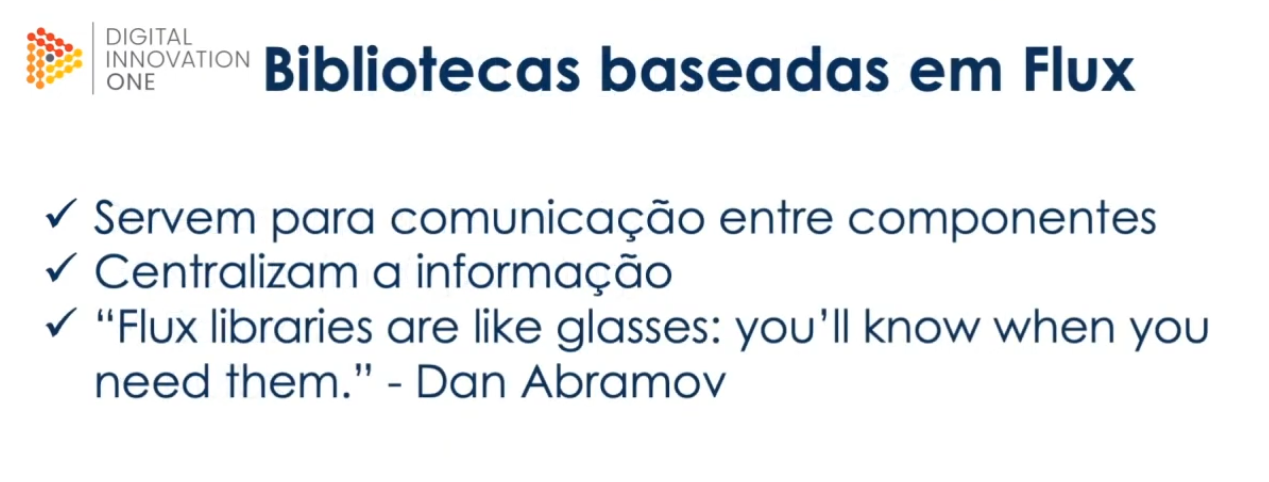 DIGITAL
INNOVATION
ONE
Bibliotecas baseadas em Flux
✓ Servem para comunicação entre componentes
✓ Centralizam a informação
✓ “Flux libraries are like glasses: you’ll know when you
need them.” - Dan Abramov